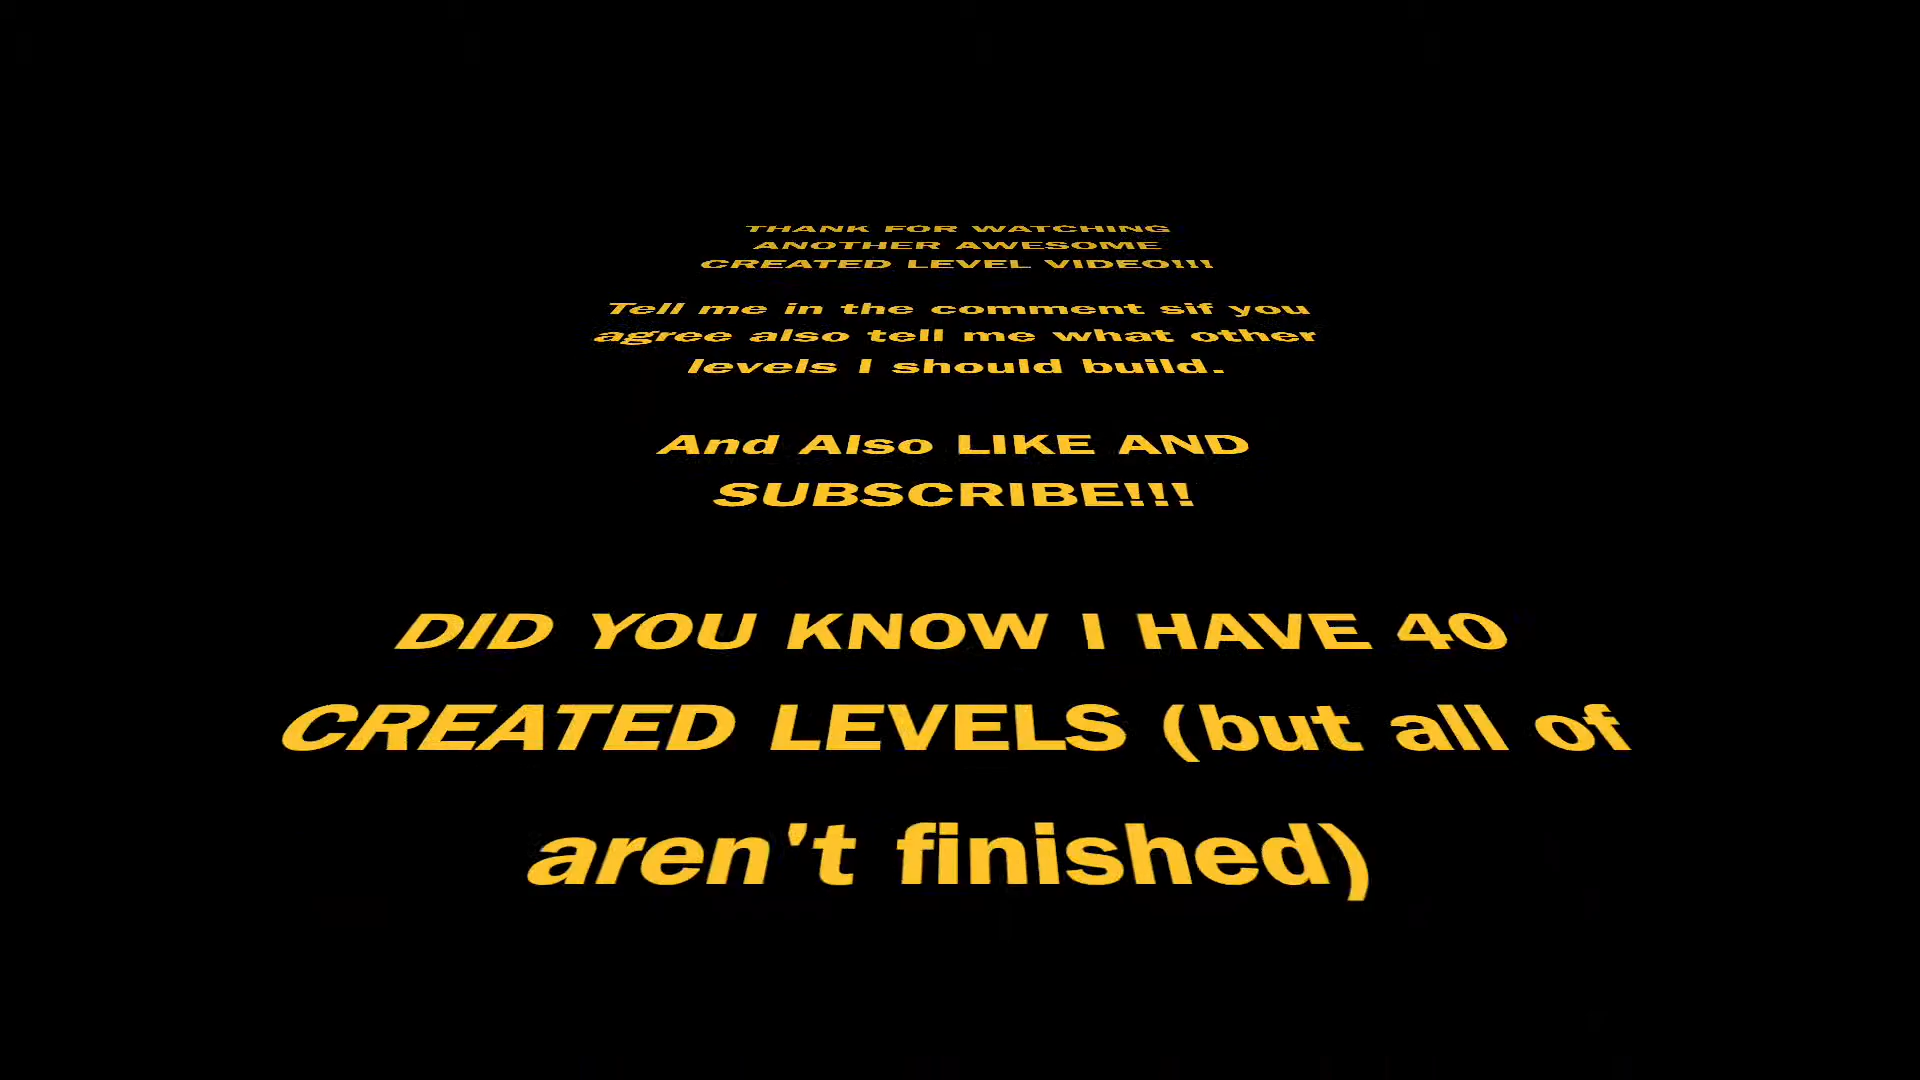 THANK FOR WATCHING
ANOTHER AWESOME
CREATED LEVEL VIDEO!!!
Tell me in the comment sif you
agree also tell me what other
levels I should build.
And Also LIKE AND
SUBSCRIBE!!!
DID YOU KNOW I HAVE 40
CREATED LEVELS (but all of
aren't finished)